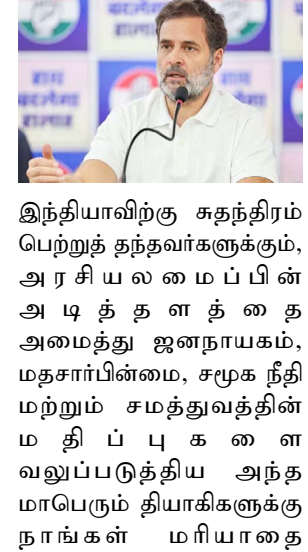 इन्तியாவிற்கு சுதந்திரம்
பெற்றுத் தந்தவர்களுக்கும்,
அரசியலமைப்பின்
அடித்தளத்தை
அமைத்து ஜனநாயகம்,
மதசார்பின்மை, சமூக நீதி
மற்றும் சமத்துவத்தின்
மதிப்புகளை
வலுப்படுத்திய அந்த
மாபெரும் தியாகிகளுக்கு
நாங்கள் மரியாதை